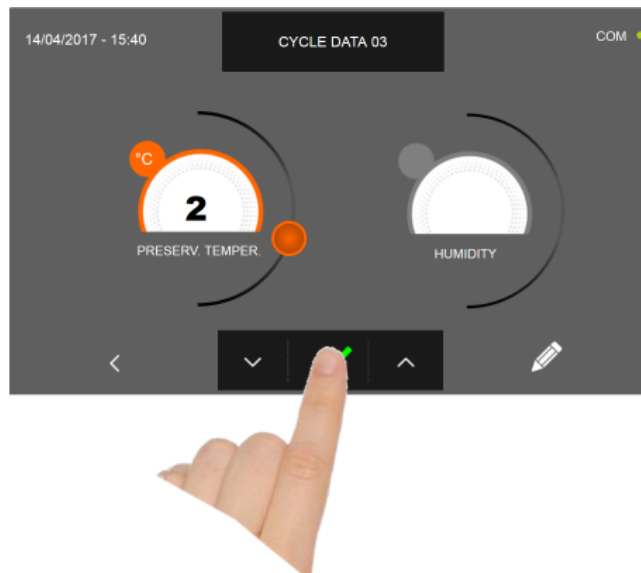 14/04/2017 - 15:40
CYCLE DATA 03
COM
°C
2
PRESERV. TEMPER.
HUMIDITY